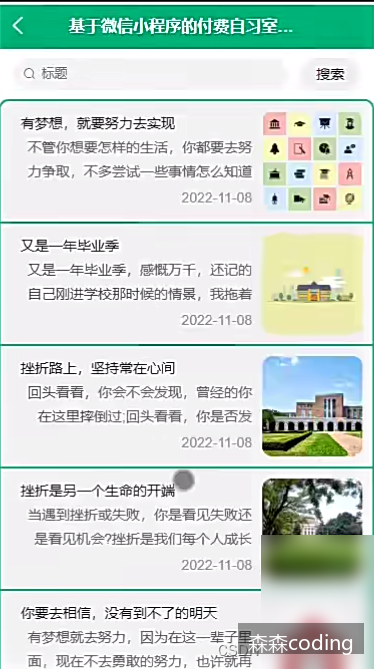 基于微信小程序的付费自习室...
标题
搜索
有梦想，就要努力去实现
不管你想要怎样的生活，你都要去努
力争取，不多尝试一些事情怎么知道
2022-11-08
又是一年毕业季
又是一年毕业季，感慨万千，还记的
自己刚进学校那时候的情景，我拖着
2022-11-08
挫折路上，坚持常在心间
回头看看，你会不会发现，曾经的你
在这里摔倒过;回头看看，你是否发
2022-11-08
挫折是另一个生命的开端
当遇到挫折或失败，你是看见失败还
是看见机会?挫折是我们每个人成长
2022-11-08
你要去相信，没有到不了的明天
有梦想就去努力，因为在这一辈子里
面，现在不去勇敢的努力，也许就再
森森coding